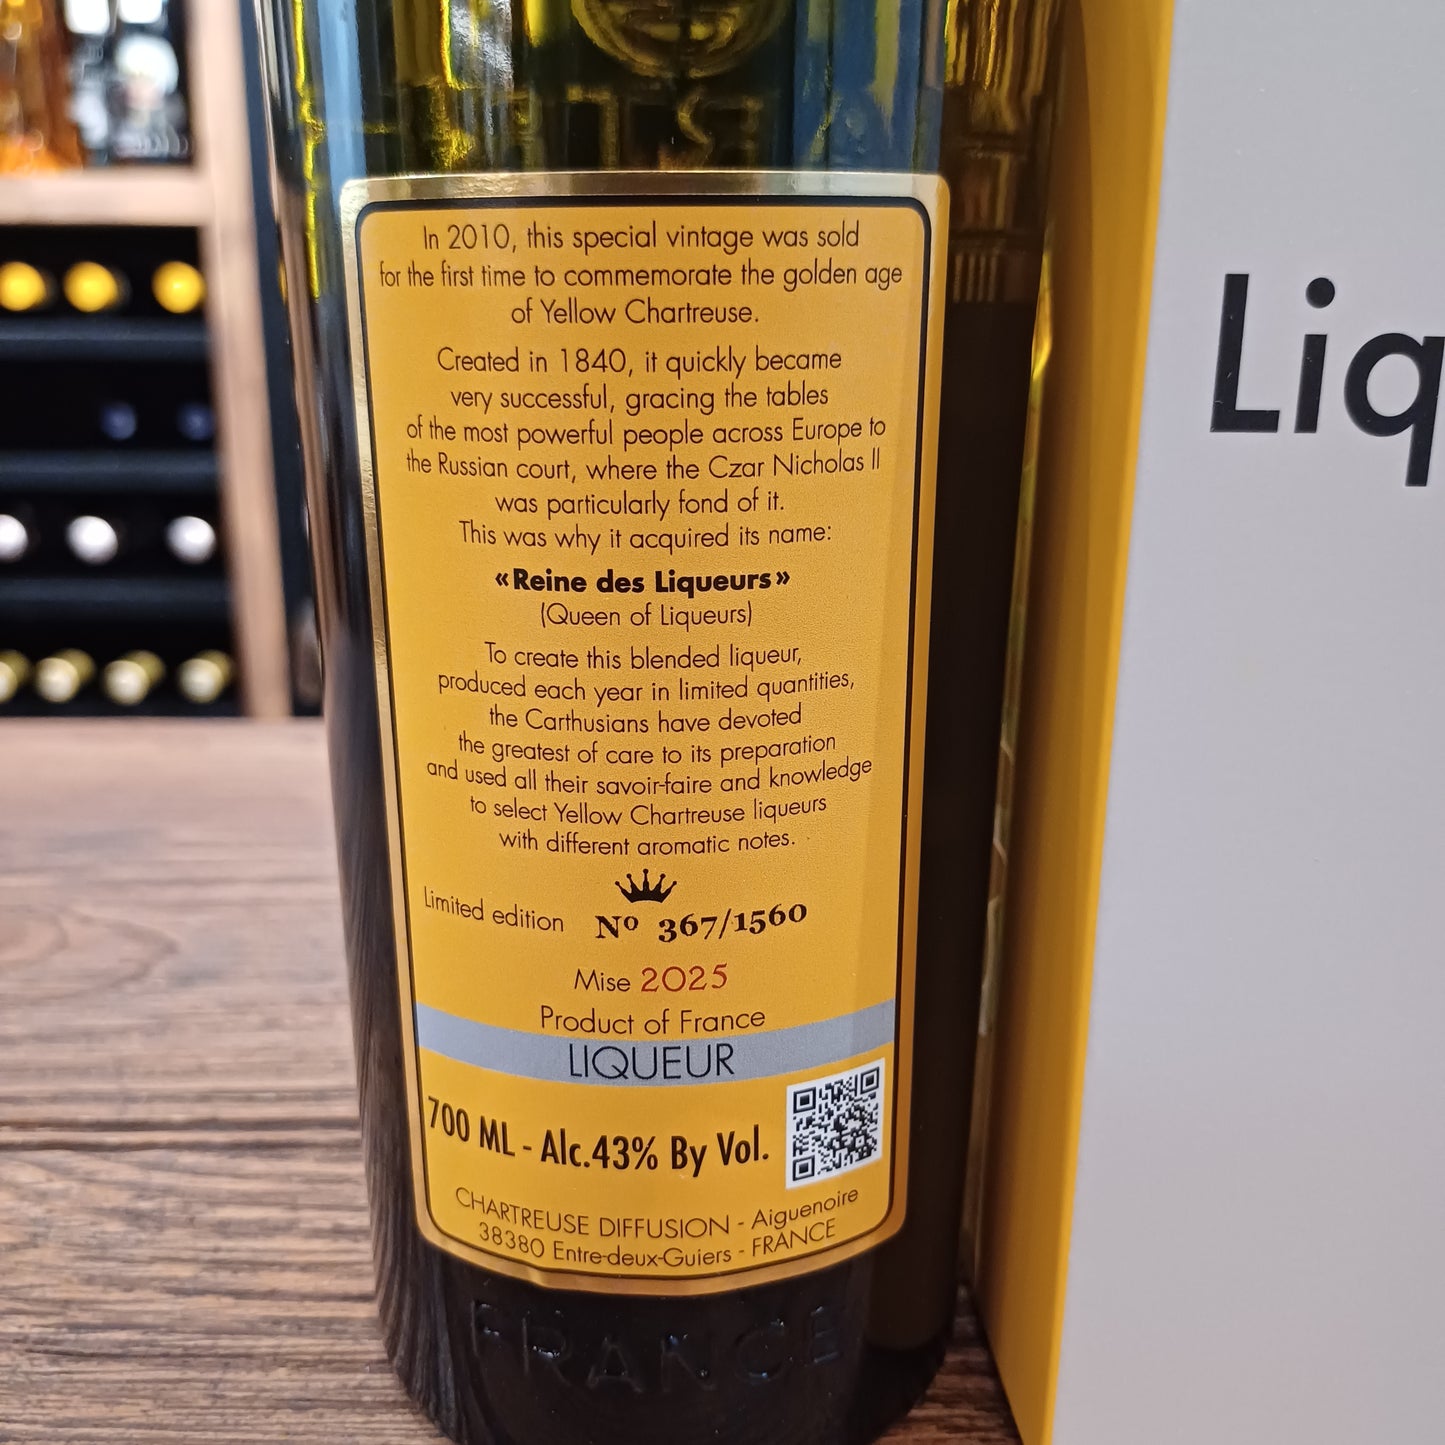 In 2010, this special vintage was sold
for the first time to commemorate the golden age
of Yellow Chartreuse.
Created in 1840, it quickly became
very successful, gracing the tables
of the most powerful people across Europe to
the Russian court, where the Czar Nicholas II
was particularly fond of it.
This was why it acquired its name:
«Reine des Liqueurs»
(Queen of Liqueurs)
To create this blended liqueur,
produced each year in limited quantities,
the Carthusians have devoted
the greatest of care to its preparation
and used all their savoir-faire and knowledge
to select Yellow Chartreuse liqueurs
with different aromatic notes.
Limited edition Nº 367/1560
Mise 2025
Product of France
LIQUEUR
700 ML - Alc.43% By Vol.
CHARTREUSE DIFFUSION - Aiguenoire
38380 Entre-deux-Guiers - FRANCE
FRANCE
Liq